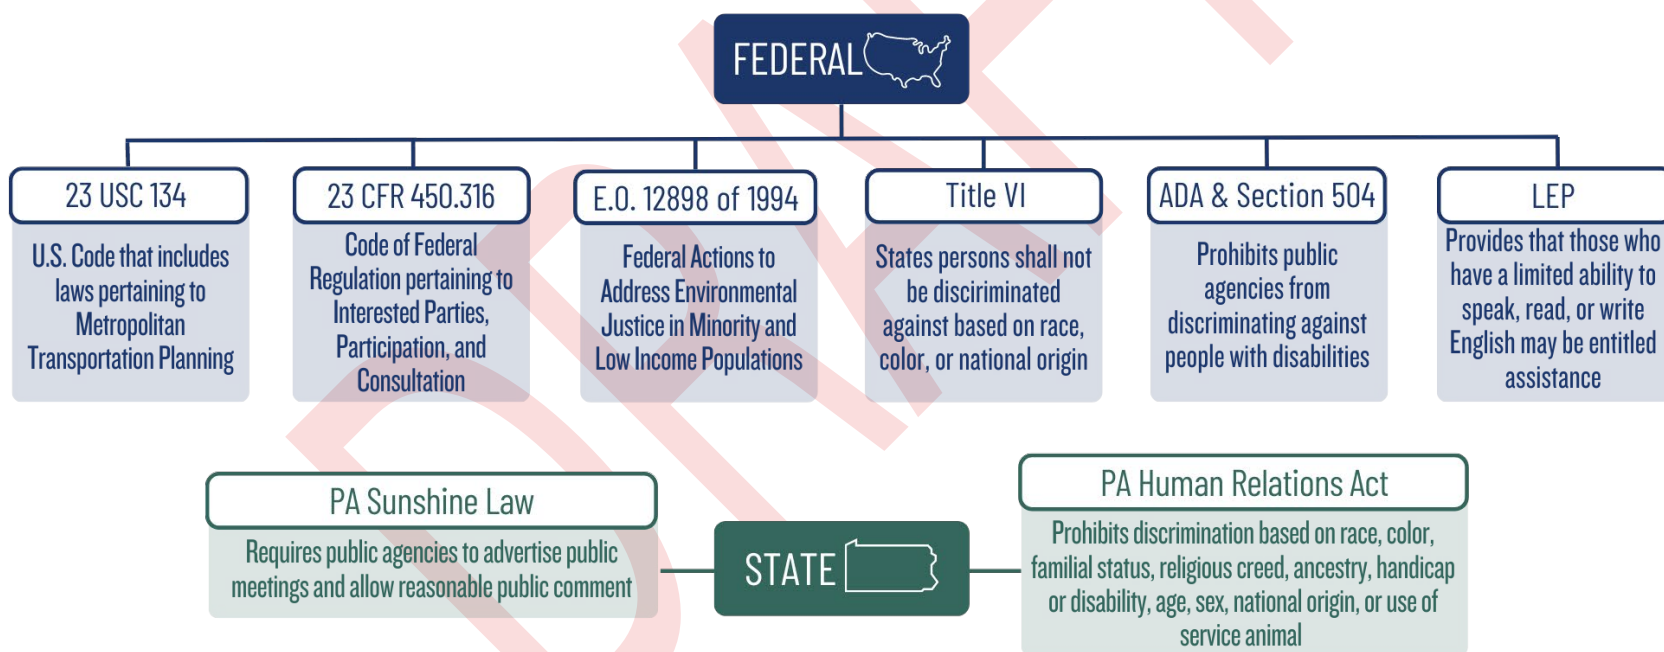 FEDERAL
23 USC 134
U.S. Code that includes
laws pertaining to
Metropolitan
Transportation Planning
23 CFR 450.316
Code of Federal
Regulation pertaining to
Interested Parties,
Participation, and
Consultation
E.O. 12898 of 1994
Federal Actions to
Address Environmental
Justice in Minority and
Low Income Populations
Title VI
States persons shall not
be disciriminated
against based on race,
color, or national origin
ADA & Section 504
Prohibits public
agencies from
discriminating against
people with disabilities
LEP
Provides that those who
have a limited ability to
speak, read, or write
English may be entitled
assistance
PA Sunshine Law
Requires public agencies to advertise public
meetings and allow reasonable public comment
STATE
PA Human Relations Act
Prohibits discrimination based on race, color,
familial status, religious creed, ancestry, handicap
or disability, age, sex, national origin, or use of
service animal